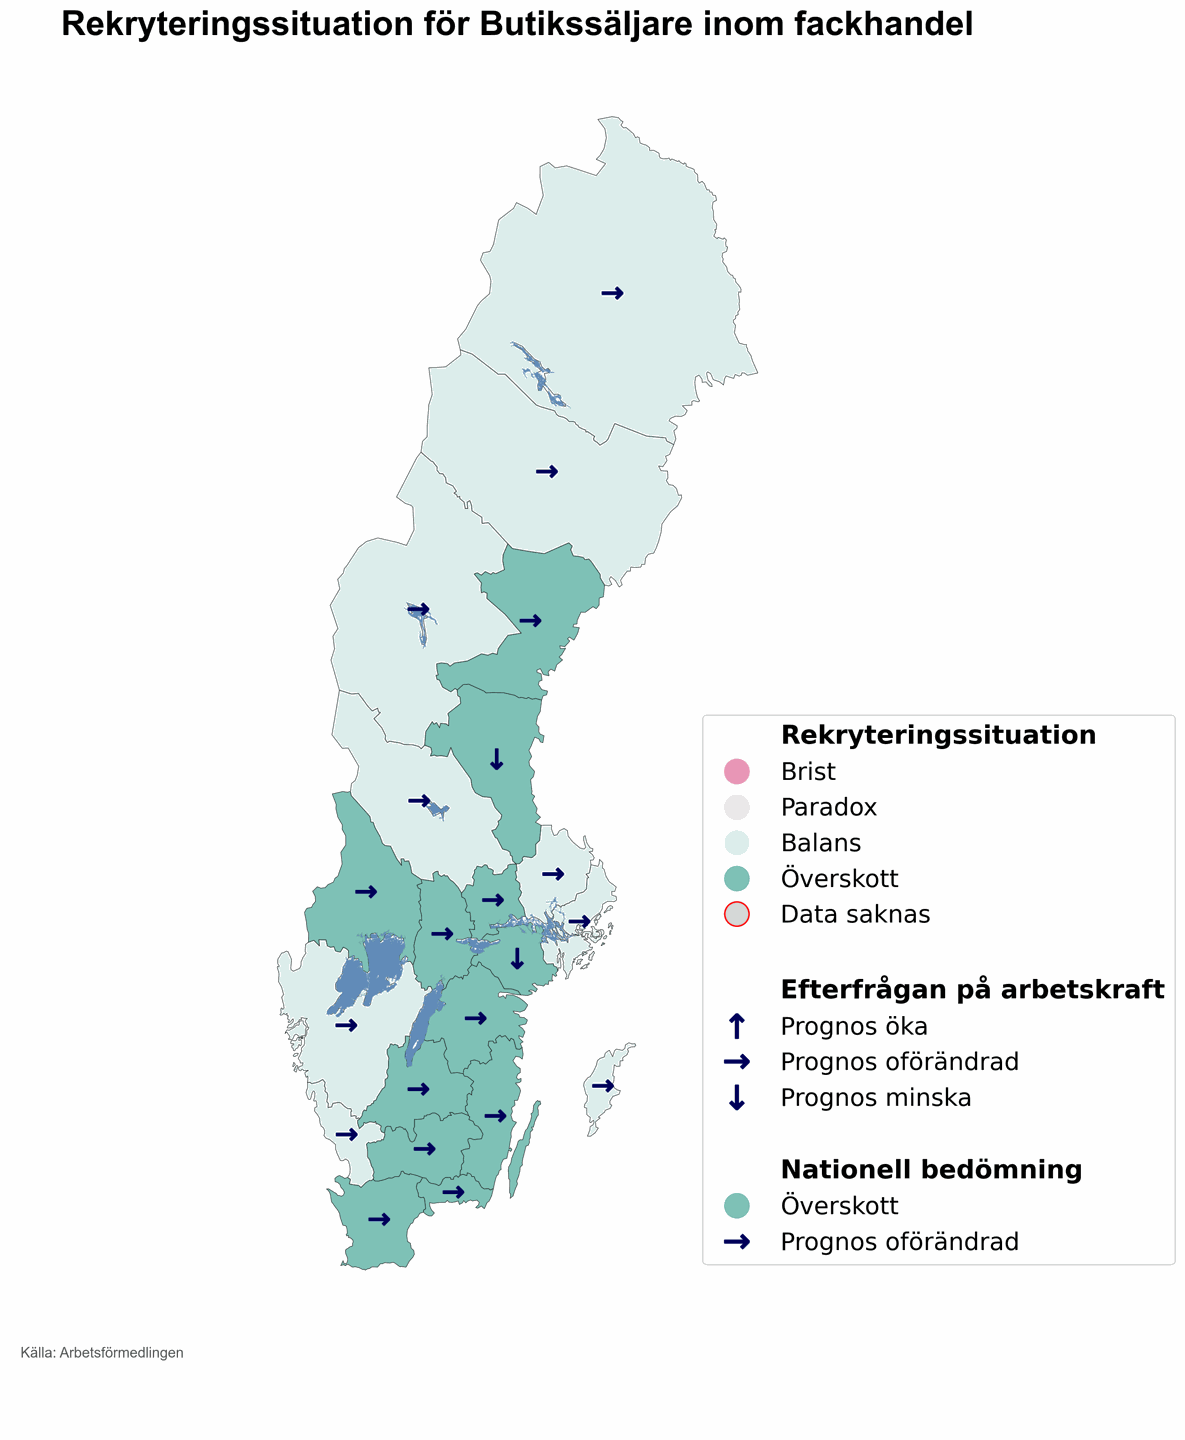 Rekryteringssituation för Butikssäljare inom fackhandel
Rekryteringssituation
Brist
Paradox
Balans
Överskott
Data saknas
Efterfrågan på arbetskraft
Prognos öka
Prognos oförändrad
Prognos minska
Nationell bedömning
Överskott
Prognos oförändrad
Källa: Arbetsförmedlingen